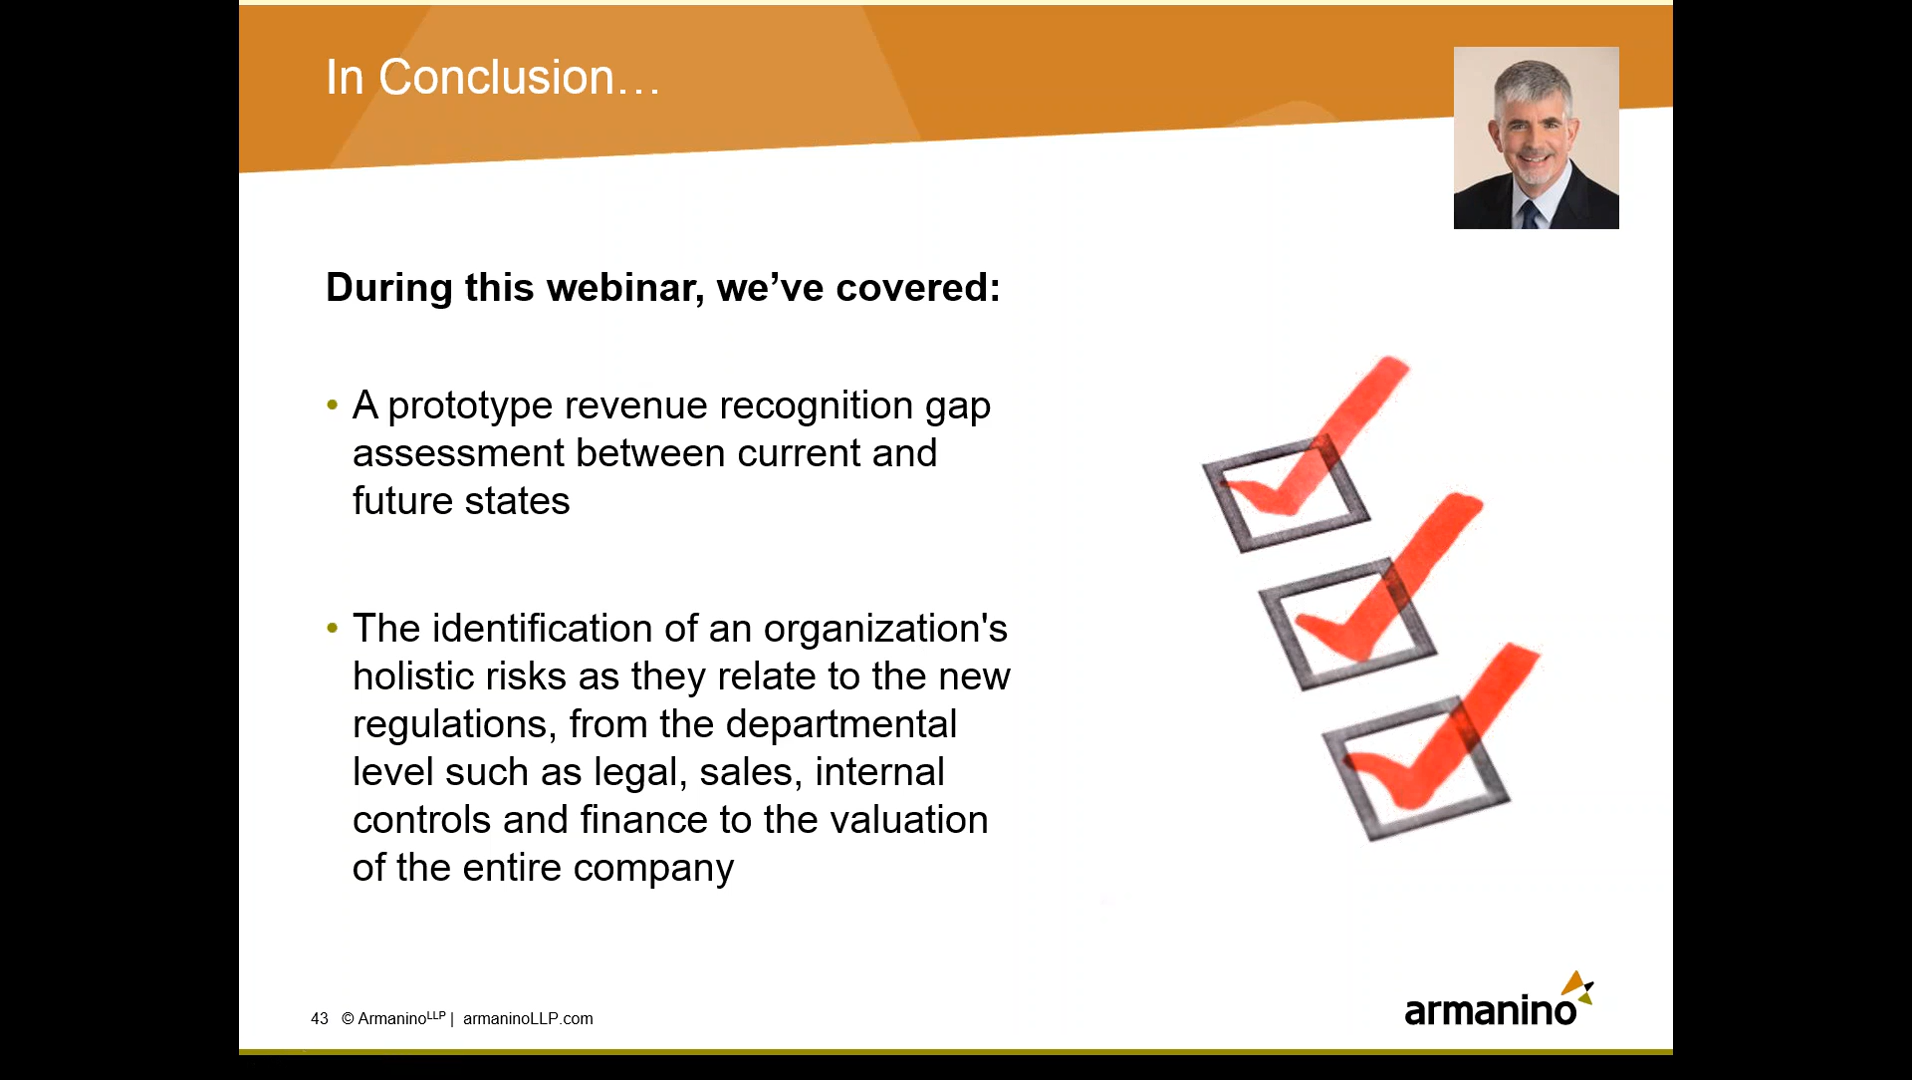 In Conclusion…
During this webinar, we’ve covered:
• A prototype revenue recognition gap
assessment between current and
future states
• The identification of an organization's
holistic risks as they relate to the new
regulations, from the departmental
level such as legal, sales, internal
controls and finance to the valuation
of the entire company
43 © ArmaninoLLP | armaninoLLP.com
armanino